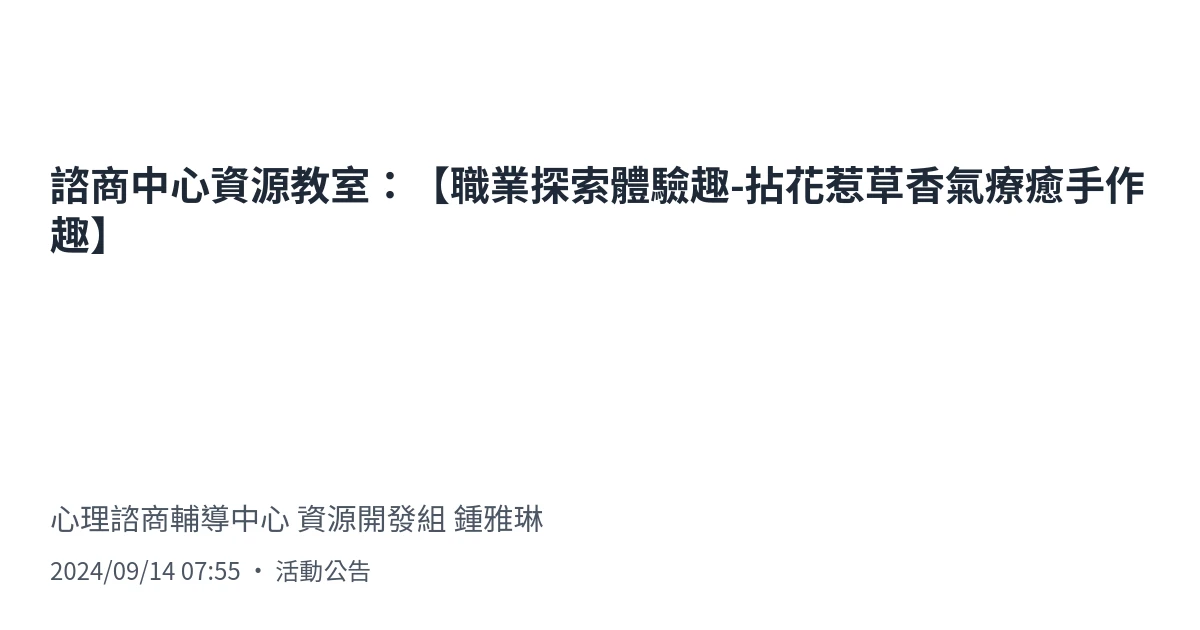 諮商中心資源教室：【職業探索體驗趣-拈花惹草香氣療癒手作
趣】
心理諮商輔導中心 資源開發組 鍾雅琳
2024/09/14 07:55 ・ 活動公告